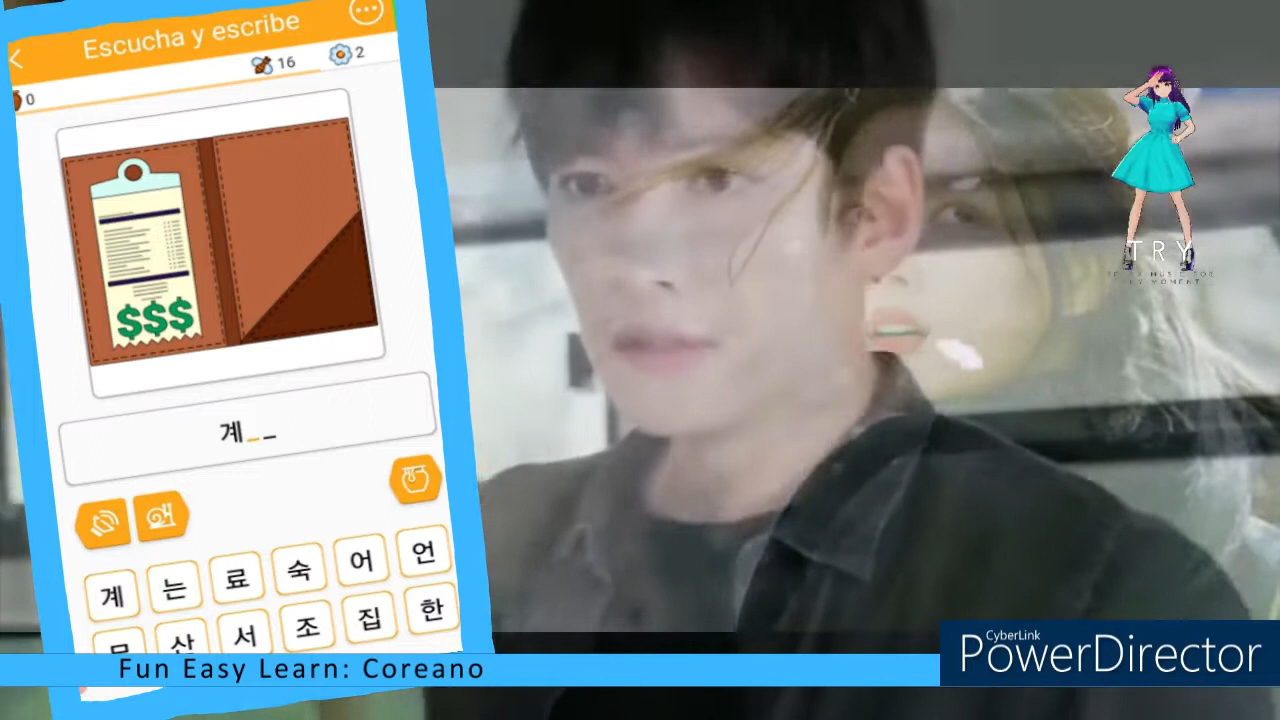 Escucha y escribe
16
2
0
$$$
계_ _
계 는 료 숙 어 언
산 서 조 집 한
Fun Easy Learn: Coreano
TRY
CyberLink
PowerDirector